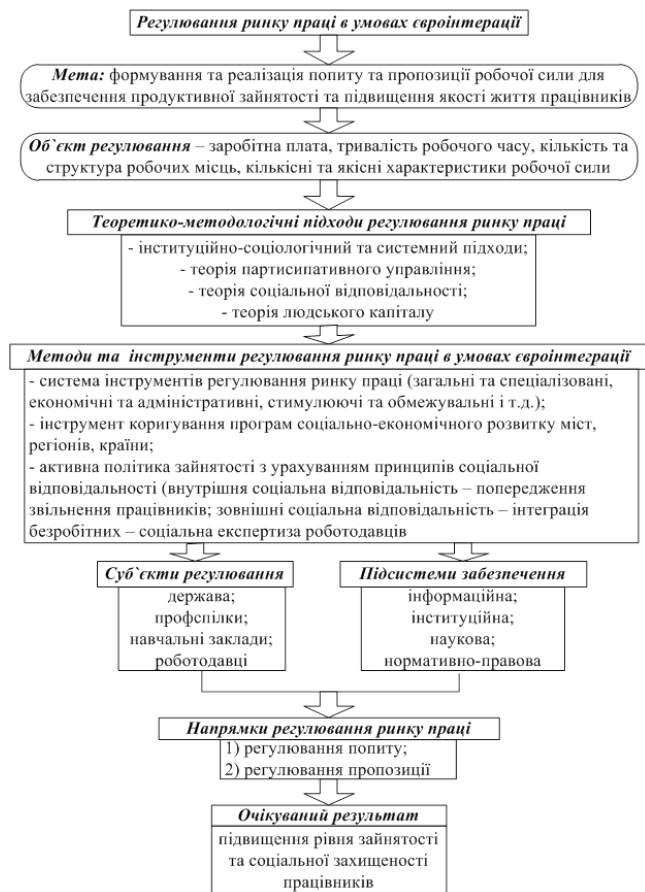 Регулювання ринку праці в умовах євроінтерації
Мета: формування та реалізація попиту та пропозиції робочої сили для
забезпечення продуктивної зайнятості та підвищення якості життя працівників
Об`єкт регулювання – заробітна плата, тривалість робочого часу, кількість та
структура робочих місць, кількісні та якісні характеристики робочої сили
Теоретико-методологічні підходи регулювання ринку праці
- інституційно-соціологічний та системний підходи;
- теорія партисипативного управління;
- теорія соціальної відповідальності;
- теорія людського капіталу
Методи та інструменти регулювання ринку праці в умовах євроінтеграції
- система інструментів регулювання ринку праці (загальні та спеціалізовані,
економічні та адміністративні, стимулюючі та обмежувальні і т.д.);
- інструмент коригування програм соціально-економічного розвитку міст,
регіонів, країни;
- активна політика зайнятості з урахуванням принципів соціальної
відповідальності (внутрішня соціальна відповідальність – попередження
звільнення працівників; зовнішні соціальна відповідальність – інтеграція
безробітних – соціальна експертиза роботодавців
Суб`єкти регулювання
держава;
профспілки;
навчальні заклади;
роботодавці
Підсистеми забезпечення
інформаційна;
інституційна;
наукова;
нормативно-правова
Напрямки регулювання ринку праці
1) регулювання попиту;
2) регулювання пропозиції
Очікуваний результат
підвищення рівня зайнятості
та соціальної захищеності
працівників